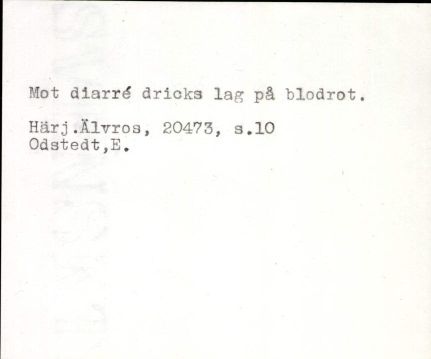 Mot diarré dricks lag på blodrot.
Härj.Älvros, 20473, s.10
Odstedt,E.